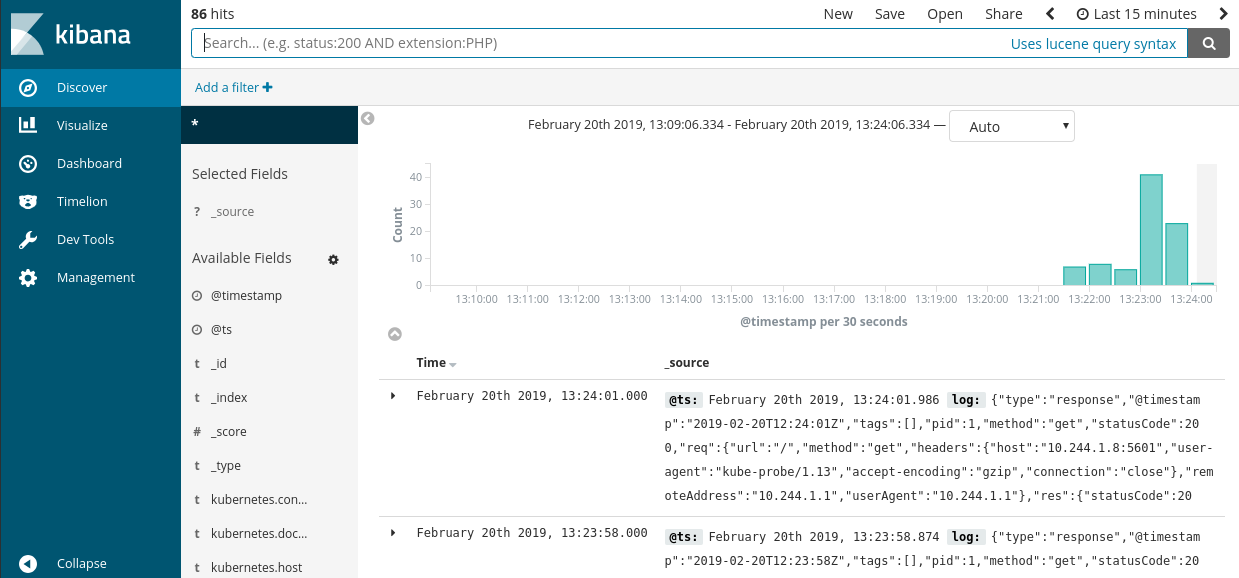 kibana
Discover
Visualize
Dashboard
Timelion
Dev Tools
Management
Collapse
86 hits
New Save Open Share Last 15 minutes
Search... (e.g. status:200 AND extension:PHP) Uses lucene query syntax
Add a filter
*
Selected Fields
? _source
Available Fields
@timestamp
@ts
t _id
t _index
# _score
t _type
t kubernetes.con...
t kubernetes.doc...
t kubernetes.host
February 20th 2019, 13:09:06.334 - February 20th 2019, 13:24:06.334 — Auto
Count
40
30
20
10
0
13:10:00 13:11:00 13:12:00 13:13:00 13:14:00 13:15:00 13:16:00 13:17:00 13:18:00 13:19:00 13:20:00 13:21:00 13:22:00 13:23:00 13:24:00
@timestamp per 30 seconds
Time _source
February 20th 2019, 13:24:01.000 @ts: February 20th 2019, 13:24:01.986 log: {"type":"response","@timestam
p":"2019-02-20T12:24:01Z","tags":[],"pid":1,"method":"get","statusCode":20
0,"req":{"url":"/","method":"get","headers":{"host":"10.244.1.8:5601","user-
agent":"kube-probe/1.13","accept-encoding":"gzip","connection":"close"},"rem
oteAddress":"10.244.1.1","userAgent":"10.244.1.1"},"res":{"statusCode":20
February 20th 2019, 13:23:58.000 @ts: February 20th 2019, 13:23:58.874 log: {"type":"response","@timestam
p":"2019-02-20T12:23:58Z","tags":[],"pid":1,"method":"get","statusCode":20